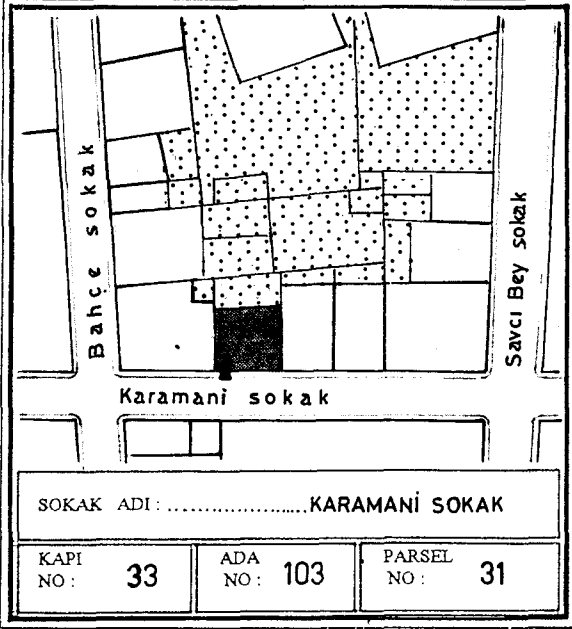 Bahçe sokak
Savcı Bey sokak
Karamani sokak
SOKAK ADI : ........................ KARAMANİ SOKAK
KAPI NO : 33
ADA NO : 103
PARSEL NO : 31